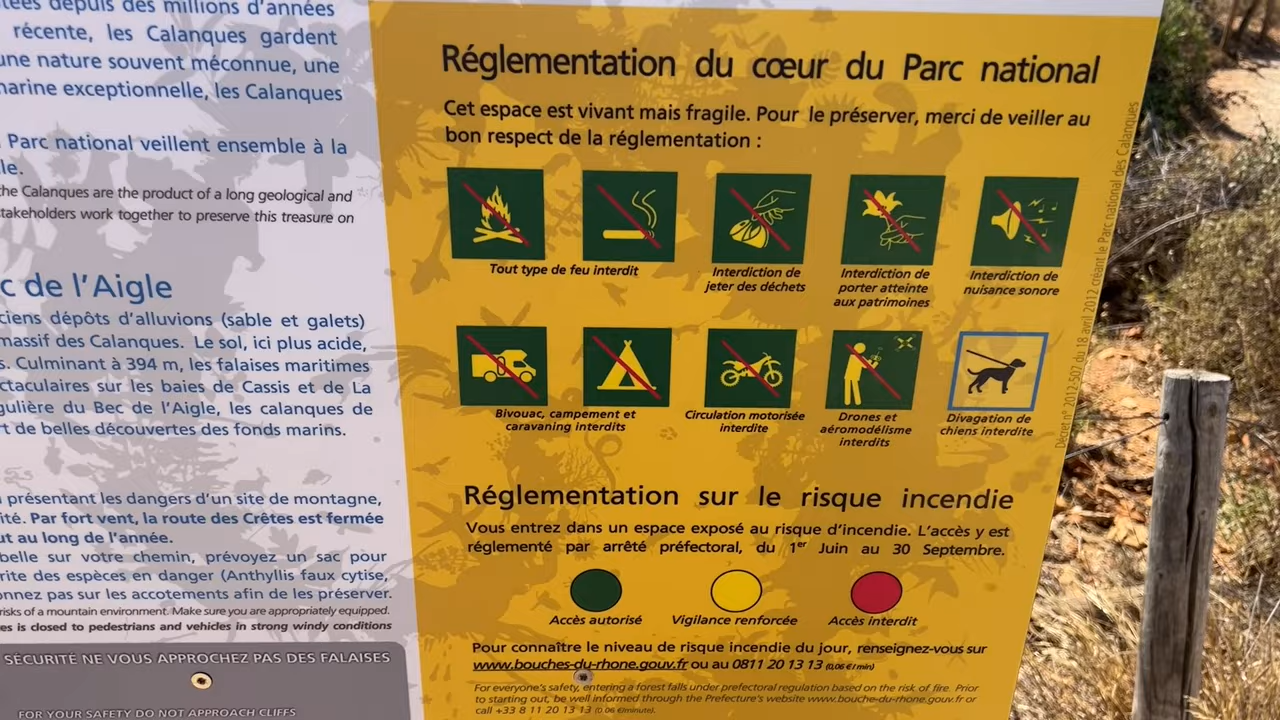 tées depuis des millions d’années
récente, les Calanques gardent
une nature souvent méconnue, une
marine exceptionnelle, les Calanques
Parc national veillent ensemble à la
le.
the Calanques are the product of a long geological and
takeholders work together to preserve this treasure on
c de l’Aigle
ciens dépôts d’alluvions (sable et galets)
massif des Calanques. Le sol, ici plus acide,
s. Culminant à 394 m, les falaises maritimes
ctaculaires sur les baies de Cassis et de La
gulière du Bec de l’Aigle, les calanques de
t de belles découvertes des fonds marins.
présentant les dangers d’un site de montagne,
ité. Par fort vent, la route des Crêtes est fermée
ut au long de l’année.
belle sur votre chemin, prévoyez un sac pour
rite des espèces en danger (Anthyllis faux cytise,
onnez pas sur les accotements afin de les préserver.
risks of a mountain environment. Make sure you are appropriately equipped.
es is closed to pedestrians and vehicles in strong windy conditions
SÉCURITÉ NE VOUS APPROCHEZ PAS DES FALAISES
FOR YOUR SAFETY DO NOT APPROACH CLIFFS
Réglementation du cœur du Parc national
Cet espace est vivant mais fragile. Pour le préserver, merci de veiller au
bon respect de la réglementation :
Tout type de feu interdit
Interdiction de
jeter des déchets
Interdiction de
porter atteinte
aux patrimoines
Interdiction de
nuisance sonore
Bivouac, campement et
caravaning interdits
Circulation motorisée
interdite
Drones et
aéromodélisme
interdits
Divagation de
chiens interdite
Décret n° 2012-507 du 18 avril 2012 créant le Parc national des Calanques
Réglementation sur le risque incendie
Vous entrez dans un espace exposé au risque d’incendie. L’accès y est
réglementé par arrêté préfectoral, du 1er Juin au 30 Septembre.
Accès autorisé
Vigilance renforcée
Accès interdit
Pour connaître le niveau de risque incendie du jour, renseignez-vous sur
www.bouches-du-rhone.gouv.fr ou au 0811 20 13 13 (0,06 €/min)
For everyone’s safety, entering a forest falls under prefectoral regulation based on the risk of fire. Prior
to starting out, be well informed through the Prefecture’s website www.bouche-du-rhone.gouv.fr or
call +33 8 11 20 13 13 (0.06 €/minute).